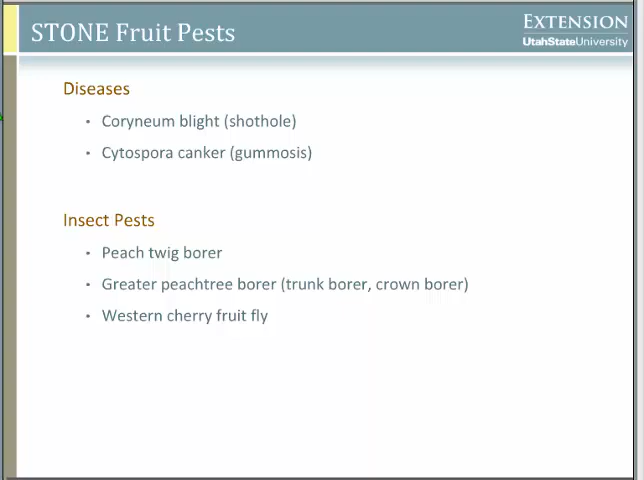 STONE Fruit Pests
EXTENSION
UtahStateUniversity
Diseases
• Coryneum blight (shothole)
• Cytospora canker (gummosis)
Insect Pests
• Peach twig borer
• Greater peachtree borer (trunk borer, crown borer)
• Western cherry fruit fly